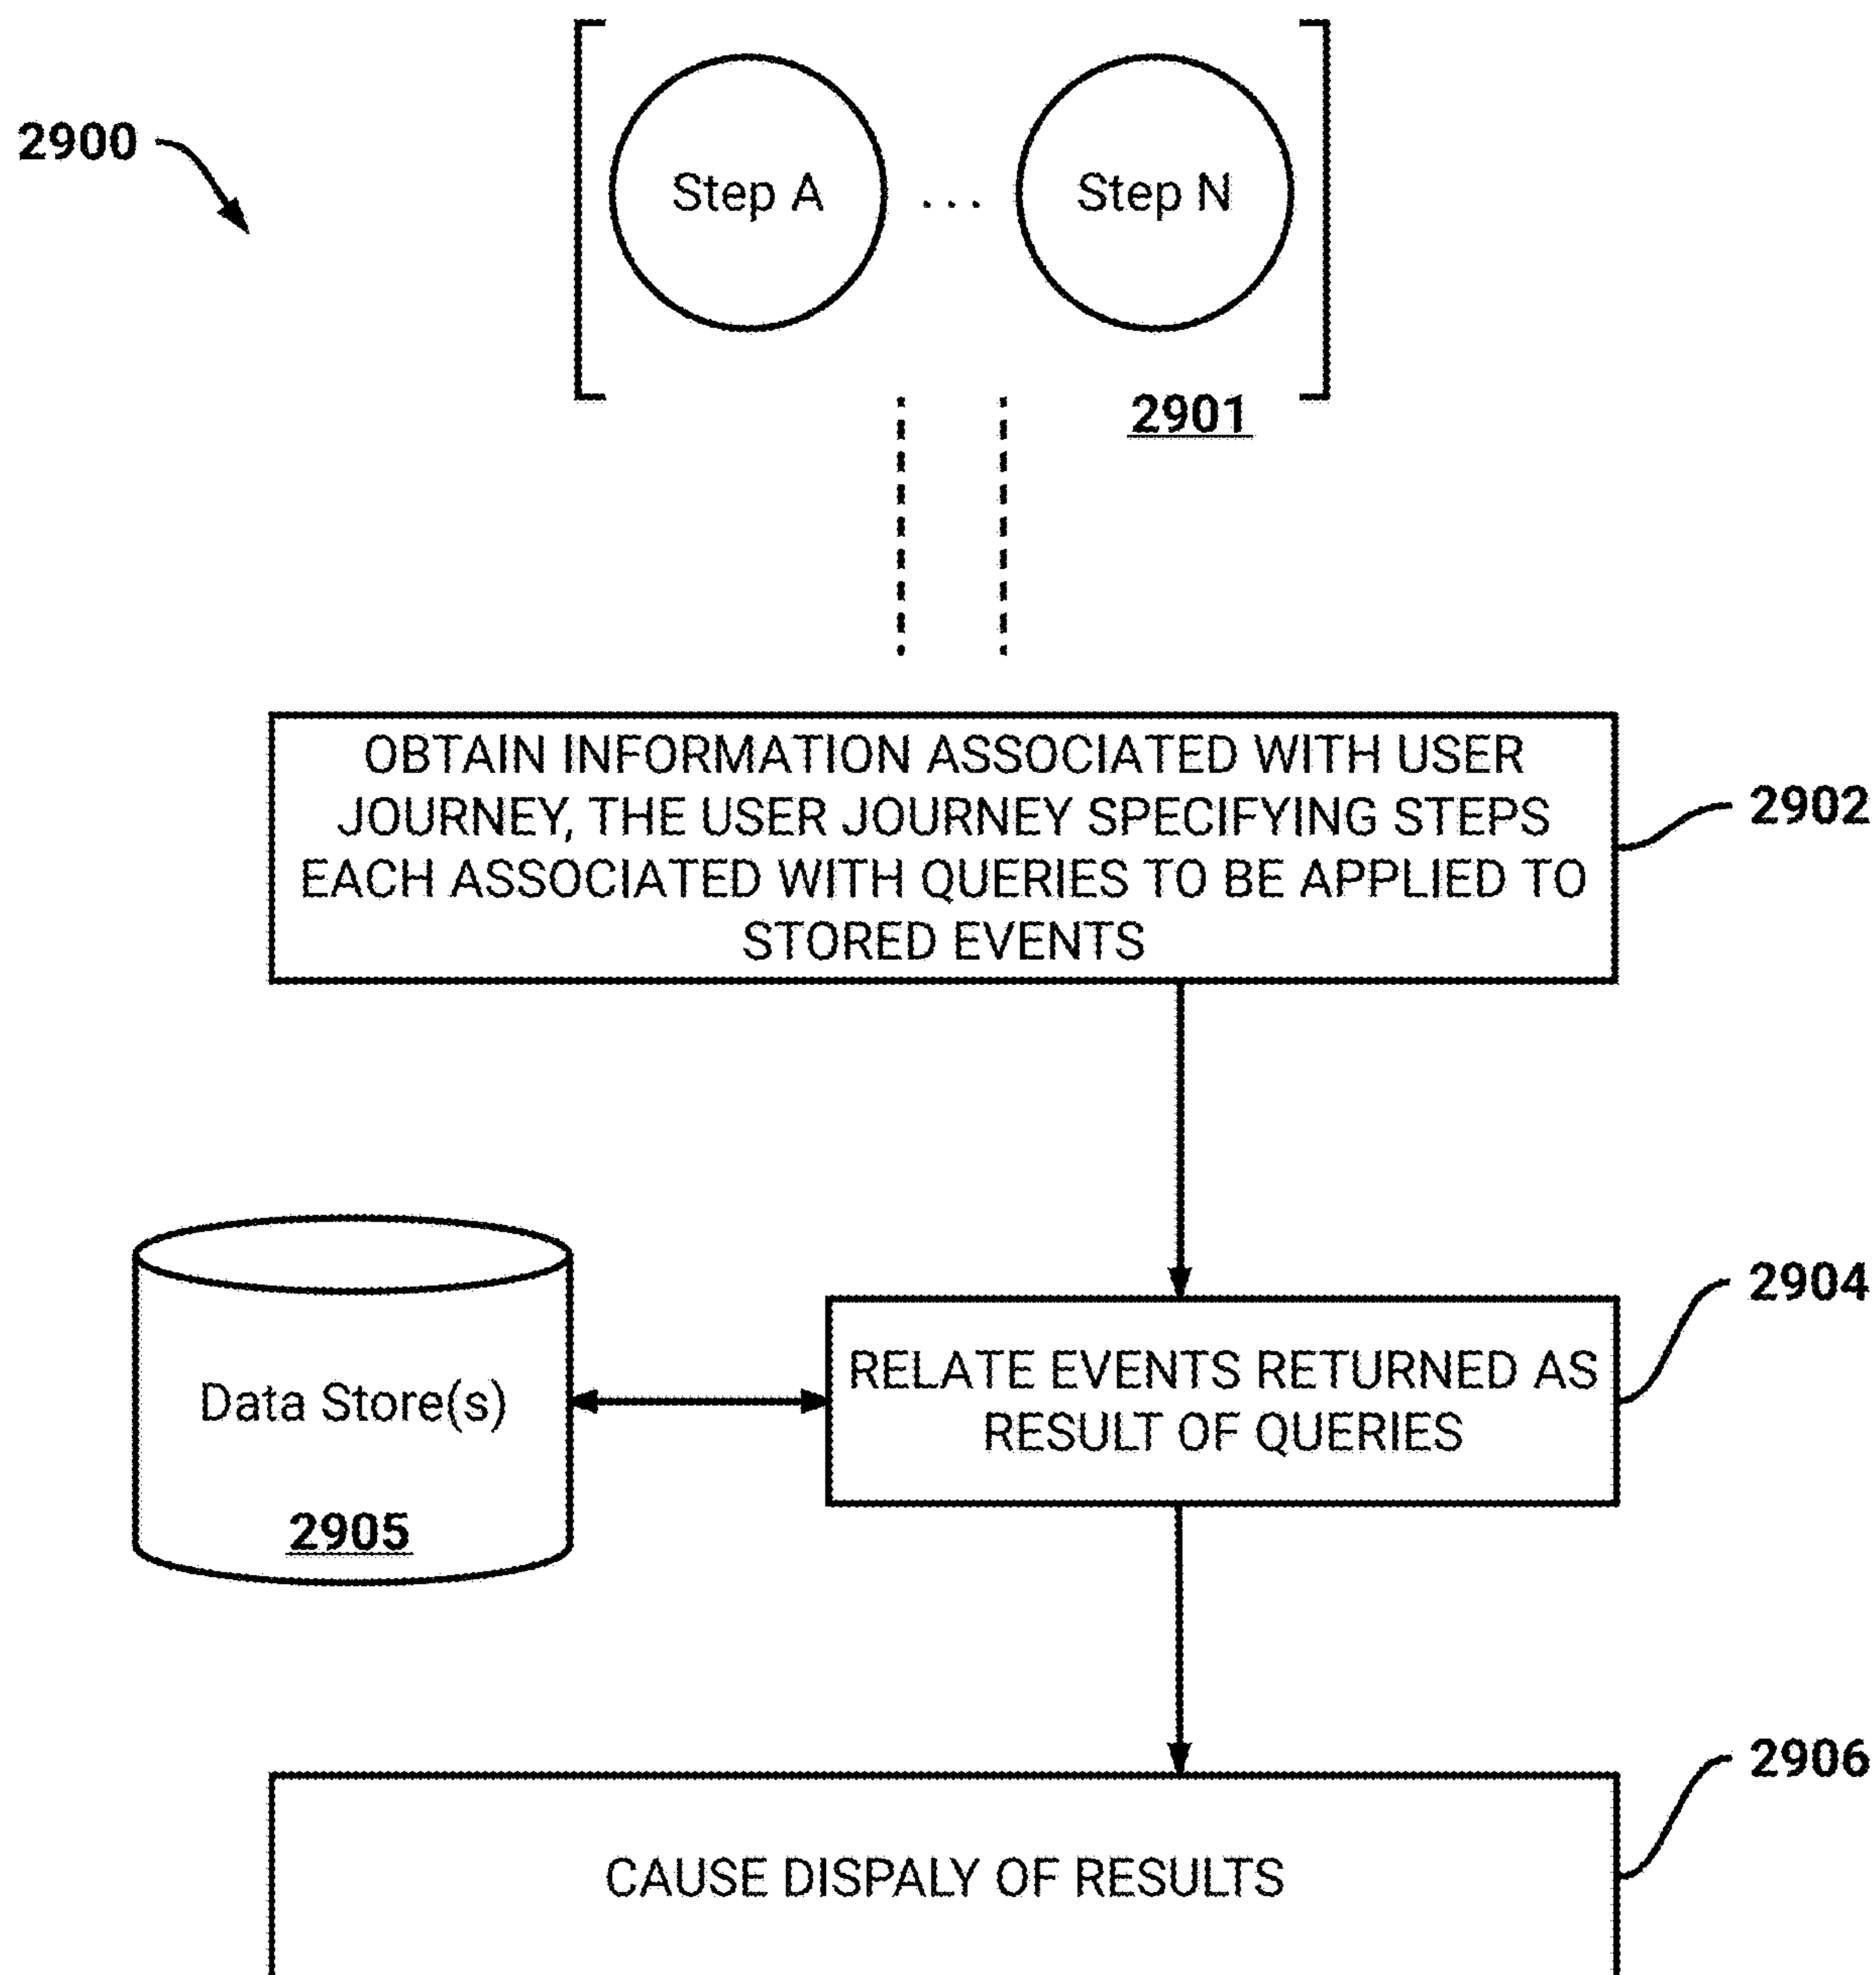 2900
Step A
...
Step N
2901
OBTAIN INFORMATION ASSOCIATED WITH USER
JOURNEY, THE USER JOURNEY SPECIFYING STEPS
EACH ASSOCIATED WITH QUERIES TO BE APPLIED TO
STORED EVENTS
2902
Data Store(s)
2905
RELATE EVENTS RETURNED AS
RESULT OF QUERIES
2904
CAUSE DISPALY OF RESULTS
2906